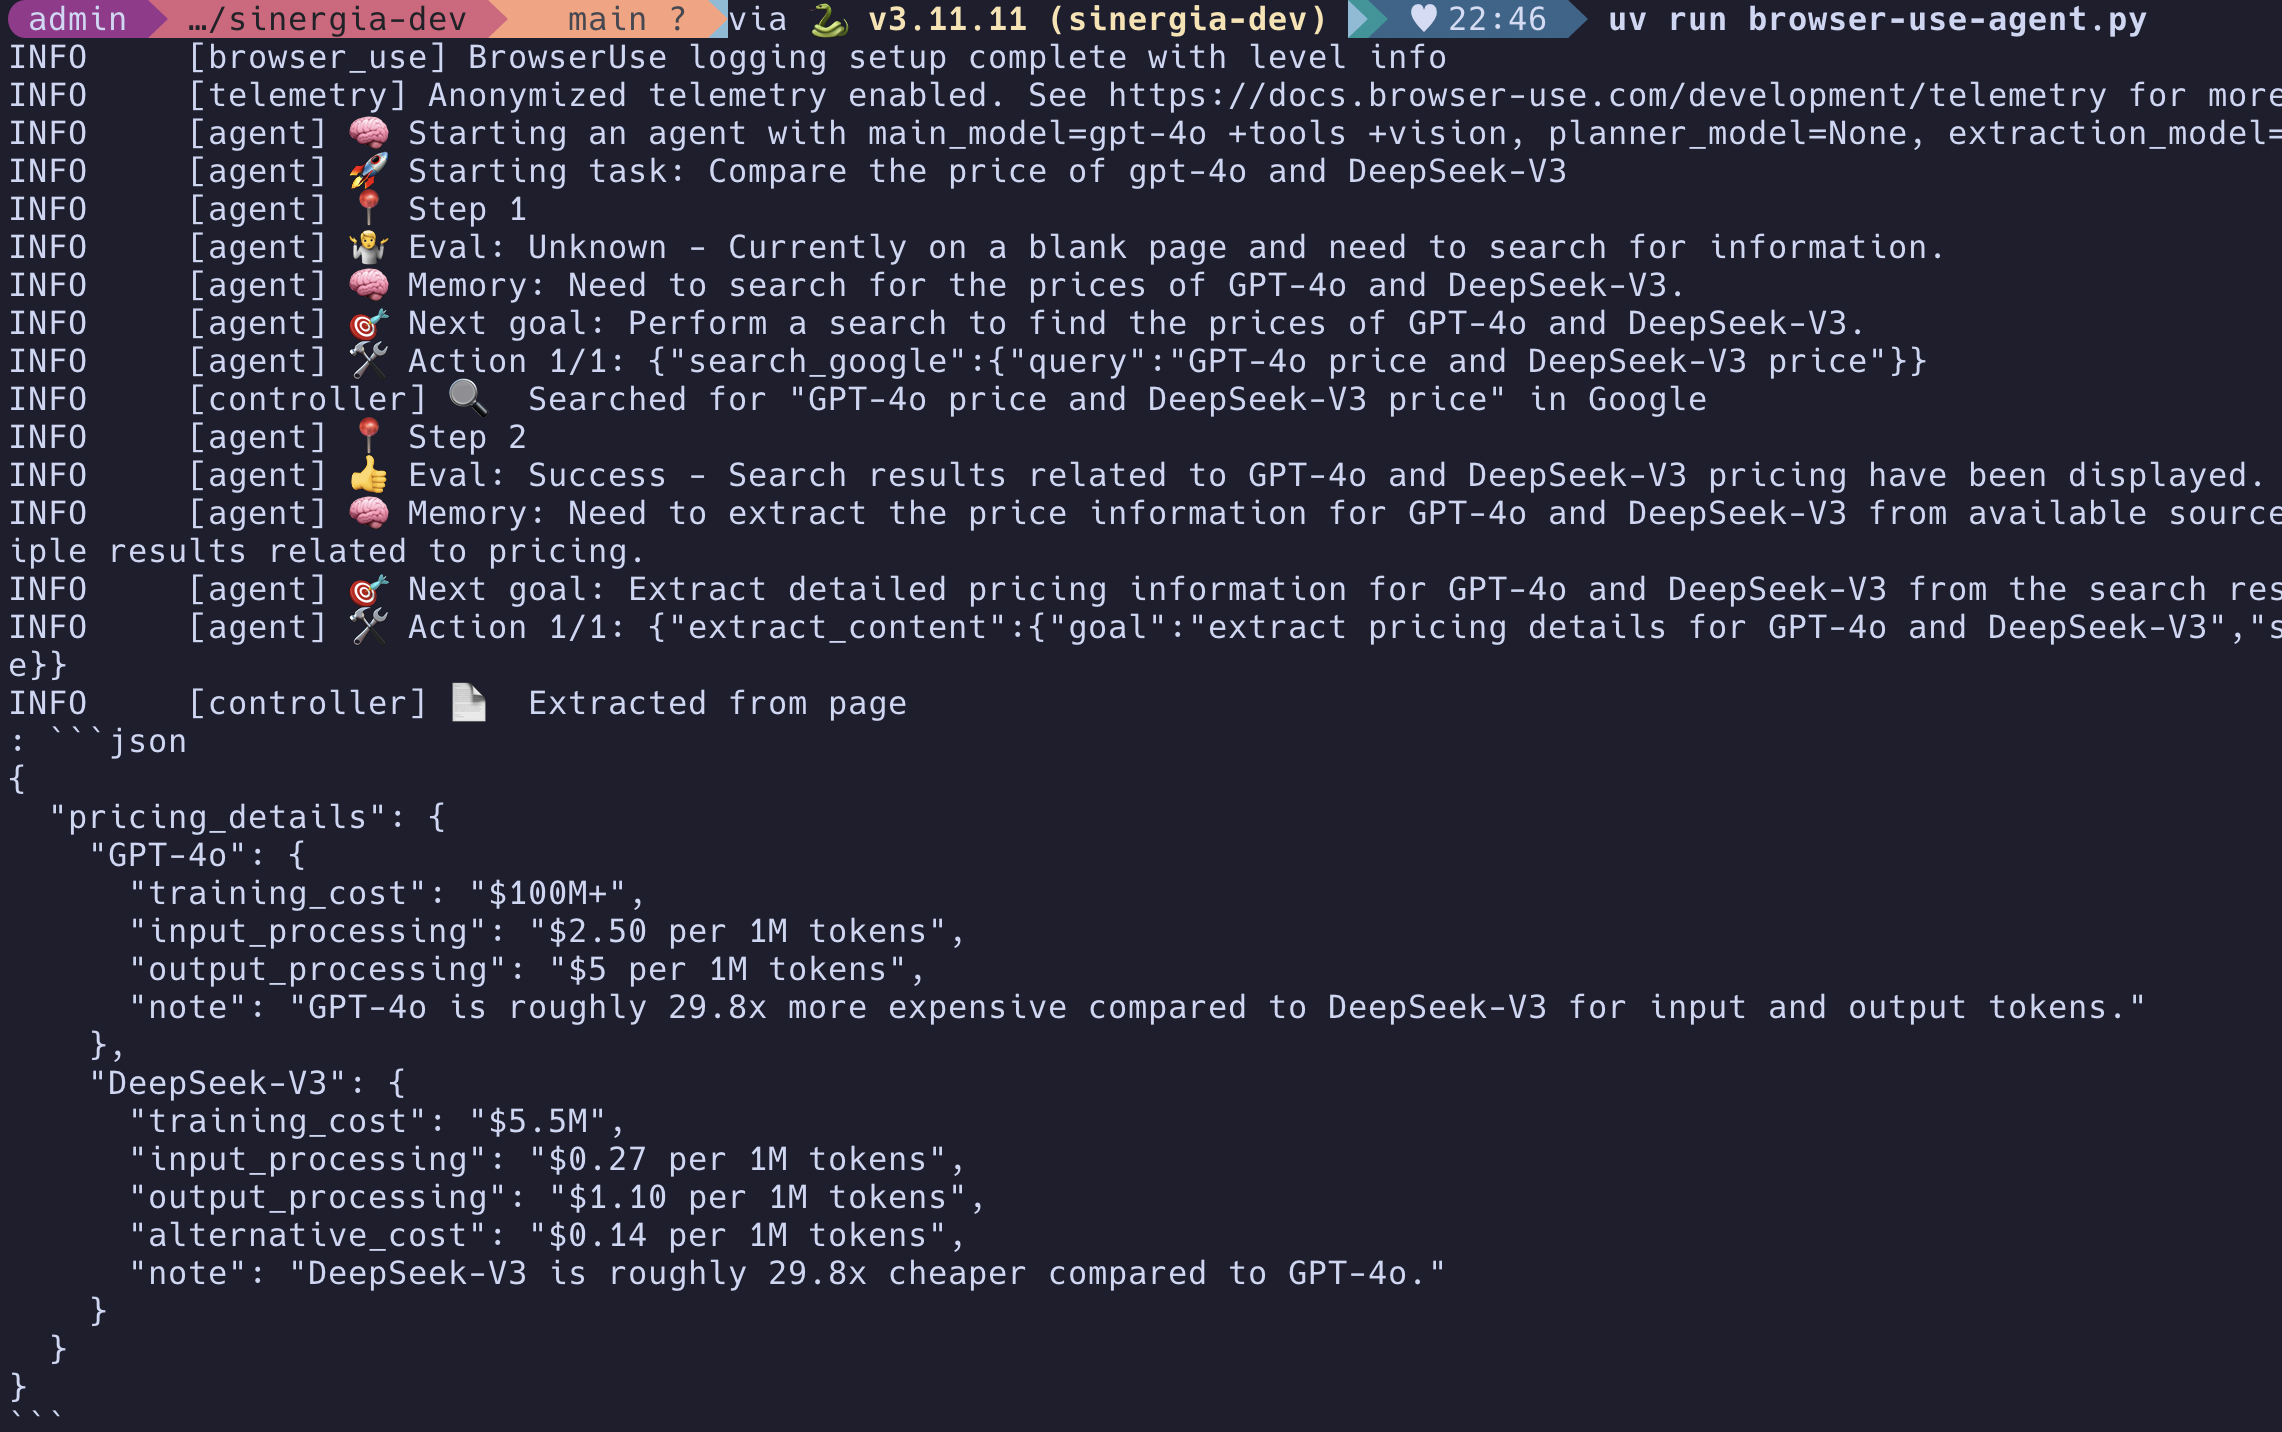 admin …/sinergia-dev main ? via 🐍 v3.11.11 (sinergia-dev) ♥ 22:46 uv run browser-use-agent.py
INFO     [browser_use] BrowserUse logging setup complete with level info
INFO     [telemetry] Anonymized telemetry enabled. See https://docs.browser-use.com/development/telemetry for more
INFO     [agent] 🧠 Starting an agent with main_model=gpt-4o +tools +vision, planner_model=None, extraction_model=
INFO     [agent] 🚀 Starting task: Compare the price of gpt-4o and DeepSeek-V3
INFO     [agent] 📍 Step 1
INFO     [agent] 🤷 Eval: Unknown - Currently on a blank page and need to search for information.
INFO     [agent] 🧠 Memory: Need to search for the prices of GPT-4o and DeepSeek-V3.
INFO     [agent] 🎯 Next goal: Perform a search to find the prices of GPT-4o and DeepSeek-V3.
INFO     [agent] 🛠️ Action 1/1: {"search_google":{"query":"GPT-4o price and DeepSeek-V3 price"}}
INFO     [controller] 🔍  Searched for "GPT-4o price and DeepSeek-V3 price" in Google
INFO     [agent] 📍 Step 2
INFO     [agent] 👍 Eval: Success - Search results related to GPT-4o and DeepSeek-V3 pricing have been displayed.
INFO     [agent] 🧠 Memory: Need to extract the price information for GPT-4o and DeepSeek-V3 from available source
iple results related to pricing.
INFO     [agent] 🎯 Next goal: Extract detailed pricing information for GPT-4o and DeepSeek-V3 from the search res
INFO     [agent] 🛠️ Action 1/1: {"extract_content":{"goal":"extract pricing details for GPT-4o and DeepSeek-V3","s
e}}
INFO     [controller] 📄  Extracted from page
: ```json
{
  "pricing_details": {
    "GPT-4o": {
      "training_cost": "$100M+",
      "input_processing": "$2.50 per 1M tokens",
      "output_processing": "$5 per 1M tokens",
      "note": "GPT-4o is roughly 29.8x more expensive compared to DeepSeek-V3 for input and output tokens."
    },
    "DeepSeek-V3": {
      "training_cost": "$5.5M",
      "input_processing": "$0.27 per 1M tokens",
      "output_processing": "$1.10 per 1M tokens",
      "alternative_cost": "$0.14 per 1M tokens",
      "note": "DeepSeek-V3 is roughly 29.8x cheaper compared to GPT-4o."
    }
  }
}
```